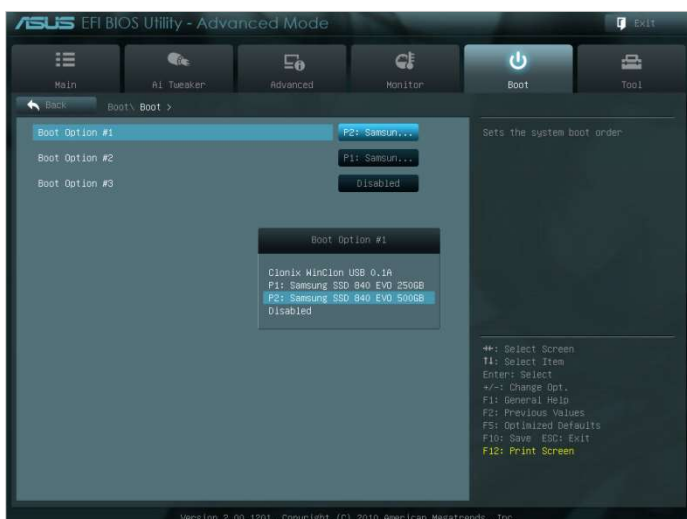 ASUS EFI BIOS Utility - Advanced Mode
Exit
Main
Ai Tweaker
Advanced
Monitor
Boot
Tool
Back
Boot\ Boot >
Boot Option #1
P2: Samsun...
Boot Option #2
P1: Samsun...
Boot Option #3
Disabled
Sets the system boot order
Boot Option #1
Clonix WinClon USB 0.1A
P1: Samsung SSD 840 EVO 250GB
P2: Samsung SSD 840 EVO 500GB
Disabled
→←: Select Screen
↑↓: Select Item
Enter: Select
+/-: Change Opt.
F1: General Help
F2: Previous Values
F5: Optimized Defaults
F10: Save ESC: Exit
F12: Print Screen
Version 2.00.1201. Copyright (C) 2010 American Megatrends, Inc.